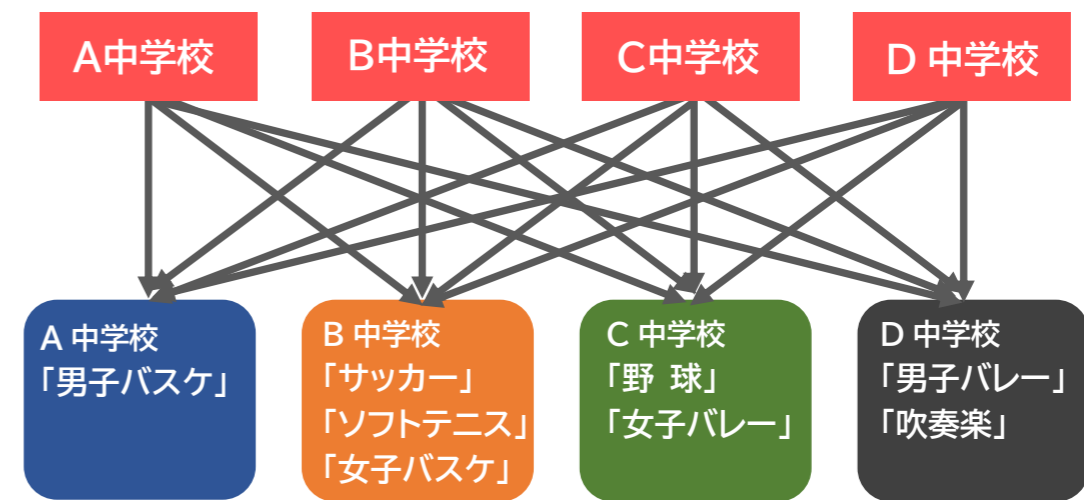 A中学校
B中学校
C中学校
D 中学校
A 中学校
「男子バスケ」
B 中学校
「サッカー」
「ソフトテニス」
「女子バスケ」
C 中学校
「野 球」
「女子バレー」
D 中学校
「男子バレー」
「吹奏楽」